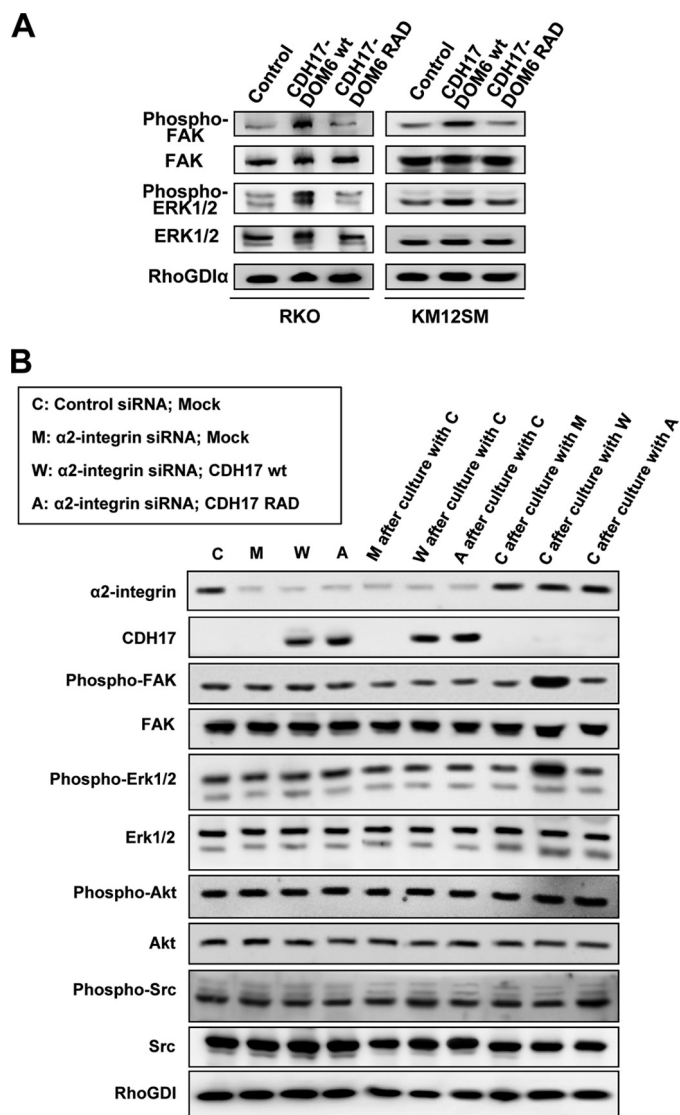 A
Control
CDH17-
DOM6 wt
CDH17-
DOM6 RAD
Control
CDH17
DOM6 wt
CDH17-
DOM6 RAD
Phospho-
FAK
FAK
Phospho-
ERK1/2
ERK1/2
RhoGDIα
RKO
KM12SM
B
C: Control siRNA; Mock
M: α2-integrin siRNA; Mock
W: α2-integrin siRNA; CDH17 wt
A: α2-integrin siRNA; CDH17 RAD
C
M
W
A
M after culture with C
W after culture with C
A after culture with C
C after culture with M
C after culture with W
C after culture with A
α2-integrin
CDH17
Phospho-FAK
FAK
Phospho-Erk1/2
Erk1/2
Phospho-Akt
Akt
Phospho-Src
Src
RhoGDI